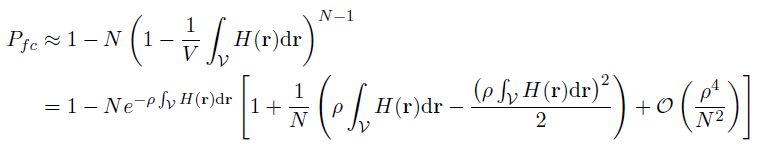 $P_{fc} \approx 1 - N \left( 1 - \frac{1}{V} \int_{\mathcal{V}} H(\mathbf{r}) \mathrm{d}\mathbf{r} \right)^{N-1}$
$= 1 - N e^{-\rho \int_{\mathcal{V}} H(\mathbf{r}) \mathrm{d}\mathbf{r}} \left[ 1 + \frac{1}{N} \left( \rho \int_{\mathcal{V}} H(\mathbf{r}) \mathrm{d}\mathbf{r} - \frac{\left( \rho \int_{\mathcal{V}} H(\mathbf{r}) \mathrm{d}\mathbf{r} \right)^2}{2} \right) + \mathcal{O} \left( \frac{\rho^4}{N^2} \right) \right]$